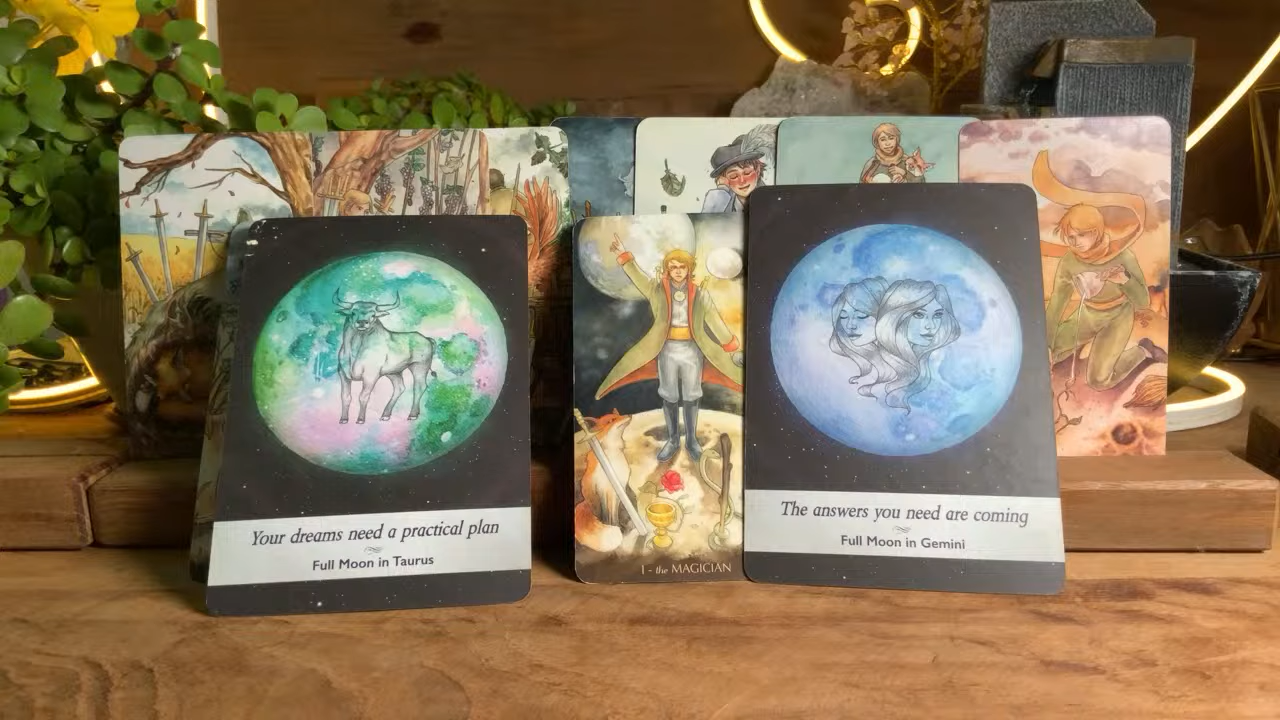 Your dreams need a practical plan
Full Moon in Taurus
I - the MAGICIAN
The answers you need are coming
Full Moon in Gemini